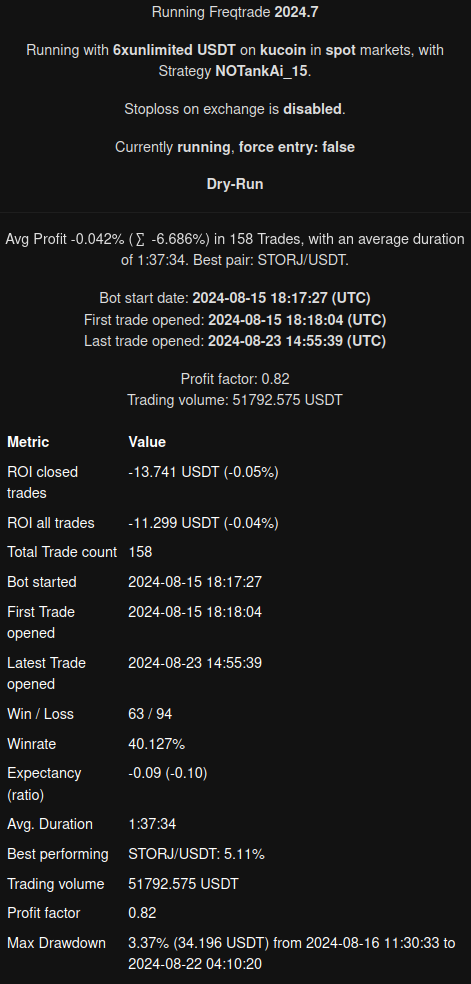 Running Freqtrade 2024.7
Running with 6xunlimited USDT on kucoin in spot markets, with
Strategy NOTankAi_15.
Stoploss on exchange is disabled.
Currently running, force entry: false
Dry-Run
Avg Profit -0.042% (∑ -6.686%) in 158 Trades, with an average duration
of 1:37:34. Best pair: STORJ/USDT.
Bot start date: 2024-08-15 18:17:27 (UTC)
First trade opened: 2024-08-15 18:18:04 (UTC)
Last trade opened: 2024-08-23 14:55:39 (UTC)
Profit factor: 0.82
Trading volume: 51792.575 USDT
Metric Value
ROI closed -13.741 USDT (-0.05%)
trades
ROI all trades -11.299 USDT (-0.04%)
Total Trade count 158
Bot started 2024-08-15 18:17:27
First Trade 2024-08-15 18:18:04
opened
Latest Trade 2024-08-23 14:55:39
opened
Win / Loss 63 / 94
Winrate 40.127%
Expectancy -0.09 (-0.10)
(ratio)
Avg. Duration 1:37:34
Best performing STORJ/USDT: 5.11%
Trading volume 51792.575 USDT
Profit factor 0.82
Max Drawdown 3.37% (34.196 USDT) from 2024-08-16 11:30:33 to
2024-08-22 04:10:20